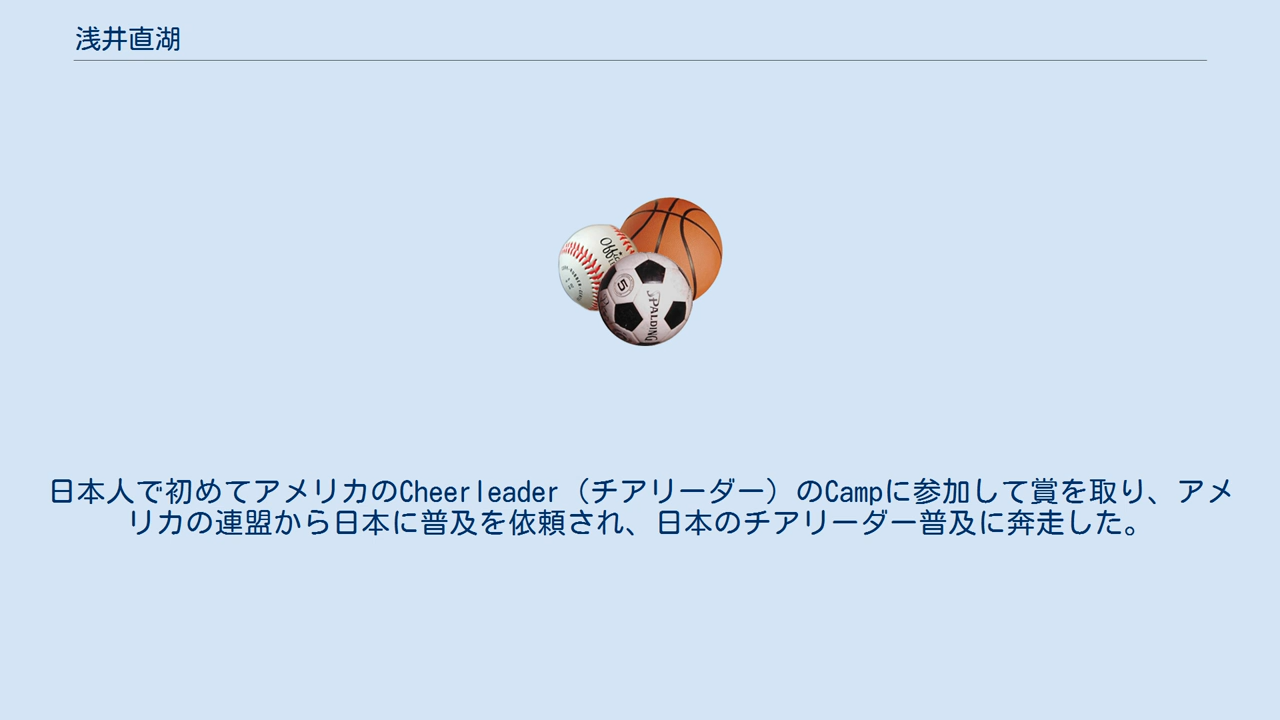 浅井直湖
5
SPALDING
日本人で初めてアメリカのCheerleader（チアリーダー）のCampに参加して賞を取り、アメ
リカの連盟から日本に普及を依頼され、日本のチアリーダー普及に奔走した。